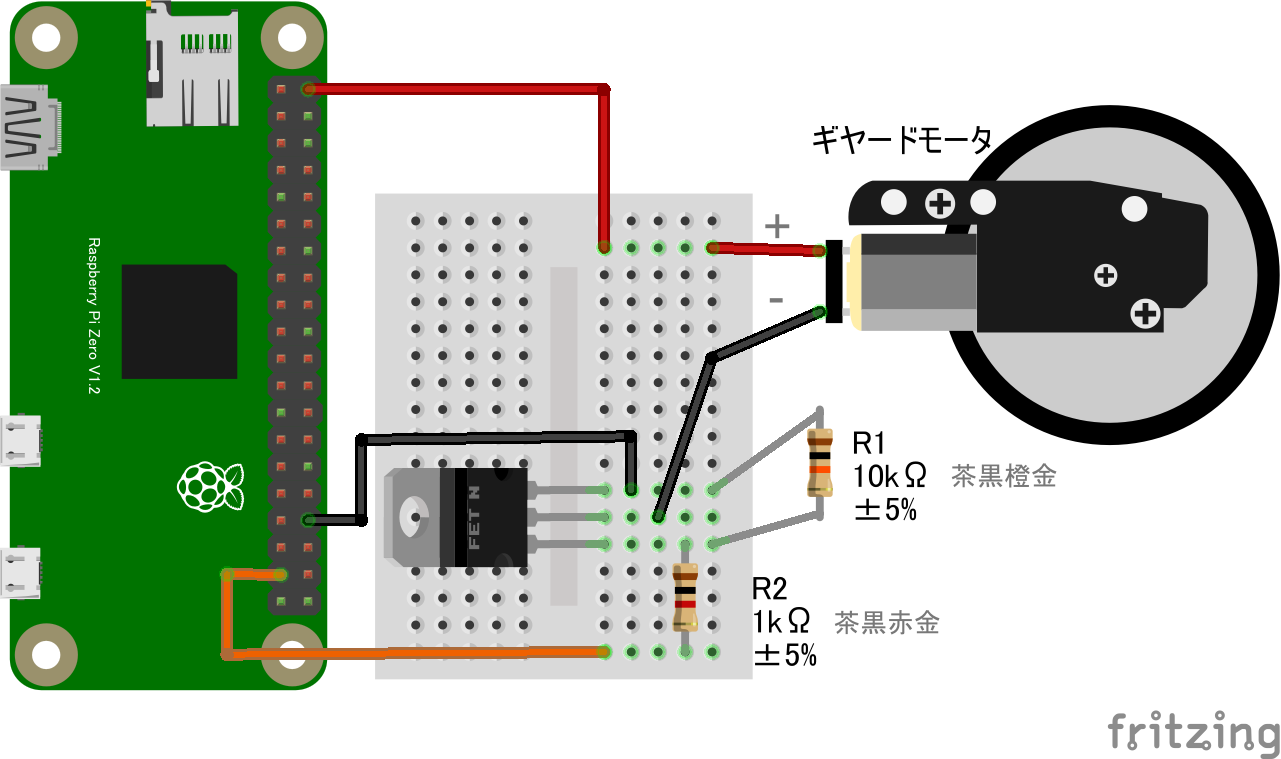 ギヤードモータ
+
-
Raspberry Pi Zero V1.2
FET N
R1
10kΩ
±5%
茶黒橙金
R2
1kΩ
±5%
茶黒赤金
fritzing